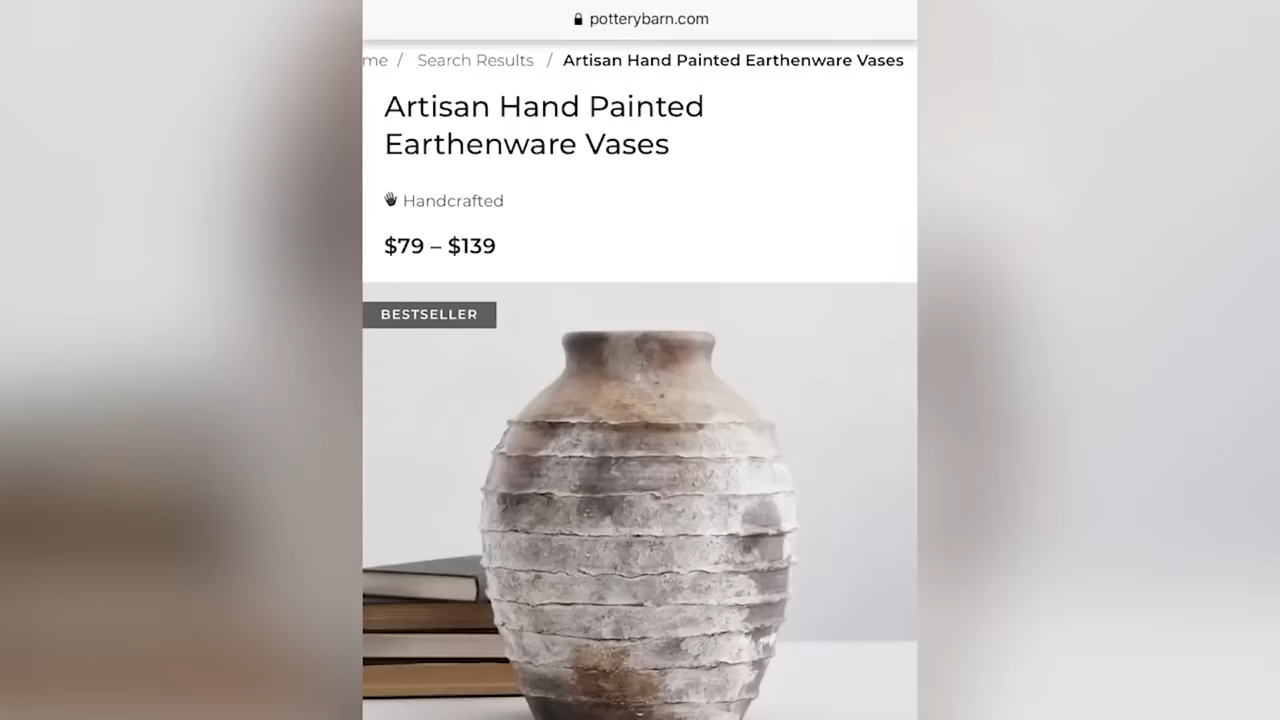 potterybarn.com
me / Search Results / Artisan Hand Painted Earthenware Vases
Artisan Hand Painted
Earthenware Vases
Handcrafted
$79 – $139
BESTSELLER